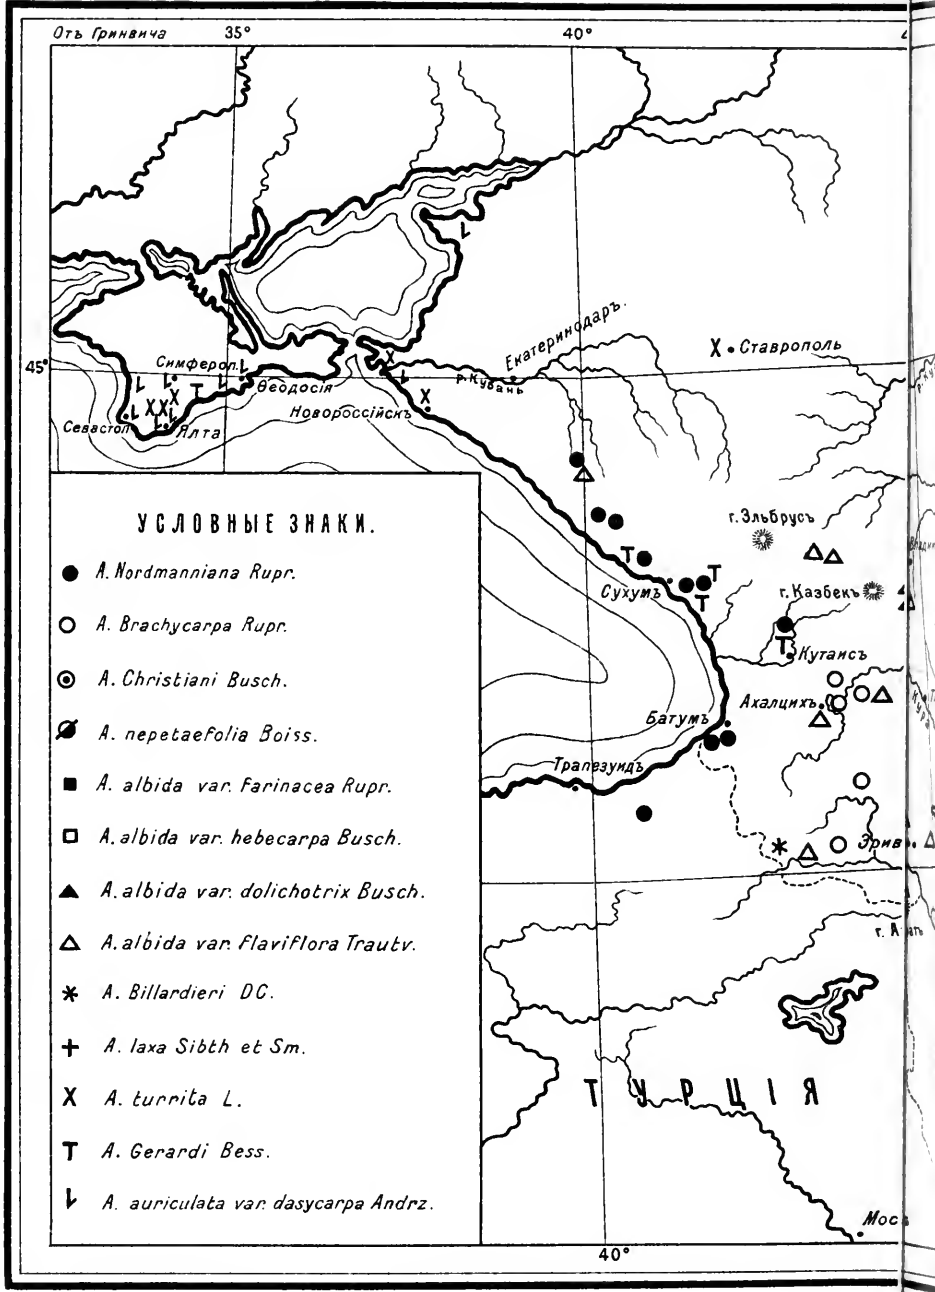 Отъ Гринвича
35°
40°
45°
Екатеринодаръ.
Ставрополь
р. Кубань
Симфероп.
Ѳеодосія
Новороссійскъ
Севастоп.
Ялта
г. Эльбрусъ
Сухумъ
г. Казбекъ
Кутаисъ
Ахалцихъ
Батумъ
Трапезундъ
Эрив
ТУРЦІЯ
Мос
40°
УСЛОВНЫЕ ЗНАКИ.
A. Nordmanniana Rupr.
A. Brachycarpa Rupr.
A. Christiani Busch.
A. nepetaefolia Boiss.
A. albida var. farinacea Rupr.
A. albida var. hebecarpa Busch.
A. albida var. dolichotrix Busch.
A. albida var. flaviflora Trautv.
A. Billardieri DC.
A. laxa Sibth et Sm.
A. turrita L.
A. Gerardi Bess.
A. auriculata var. dasycarpa Andrz.